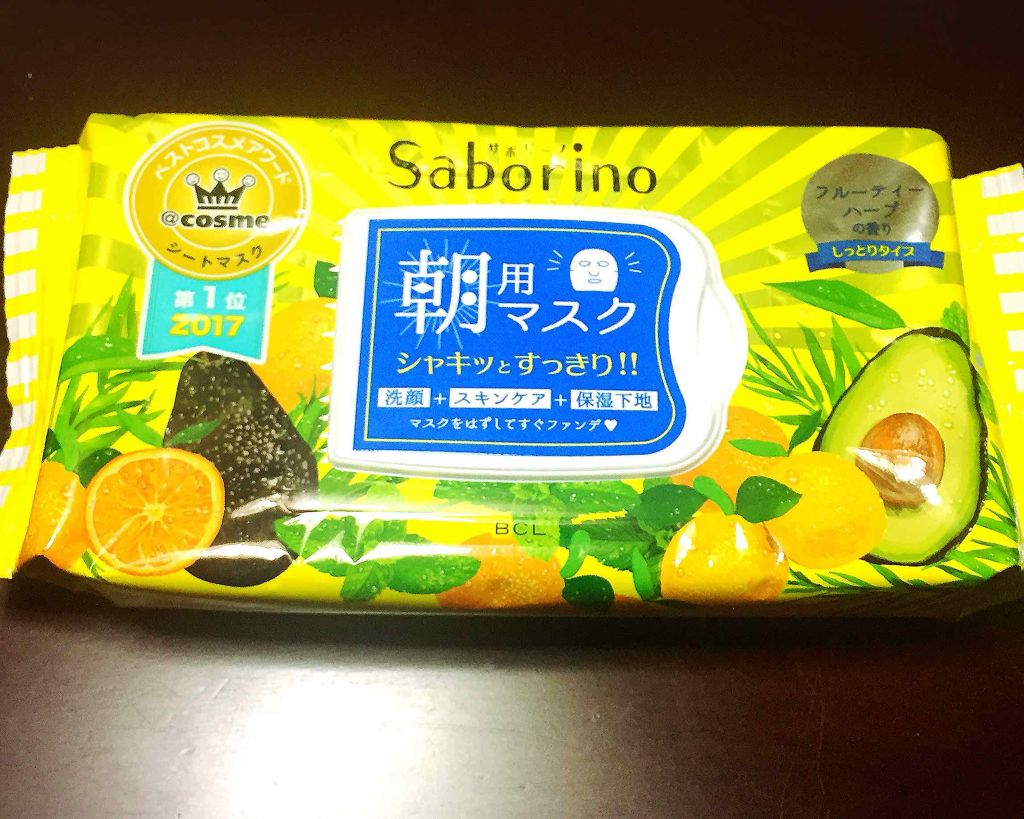 ベストコスメアワード
@cosme
シートマスク
第1位
2017
サボリーノ
Saborino
フルーティー
ハーブ
の香り
しっとりタイプ
朝用マスク
シャキッとすっきり!!
洗顔+スキンケア+保湿下地
マスクをはずしてすぐファンデ♥
BCL